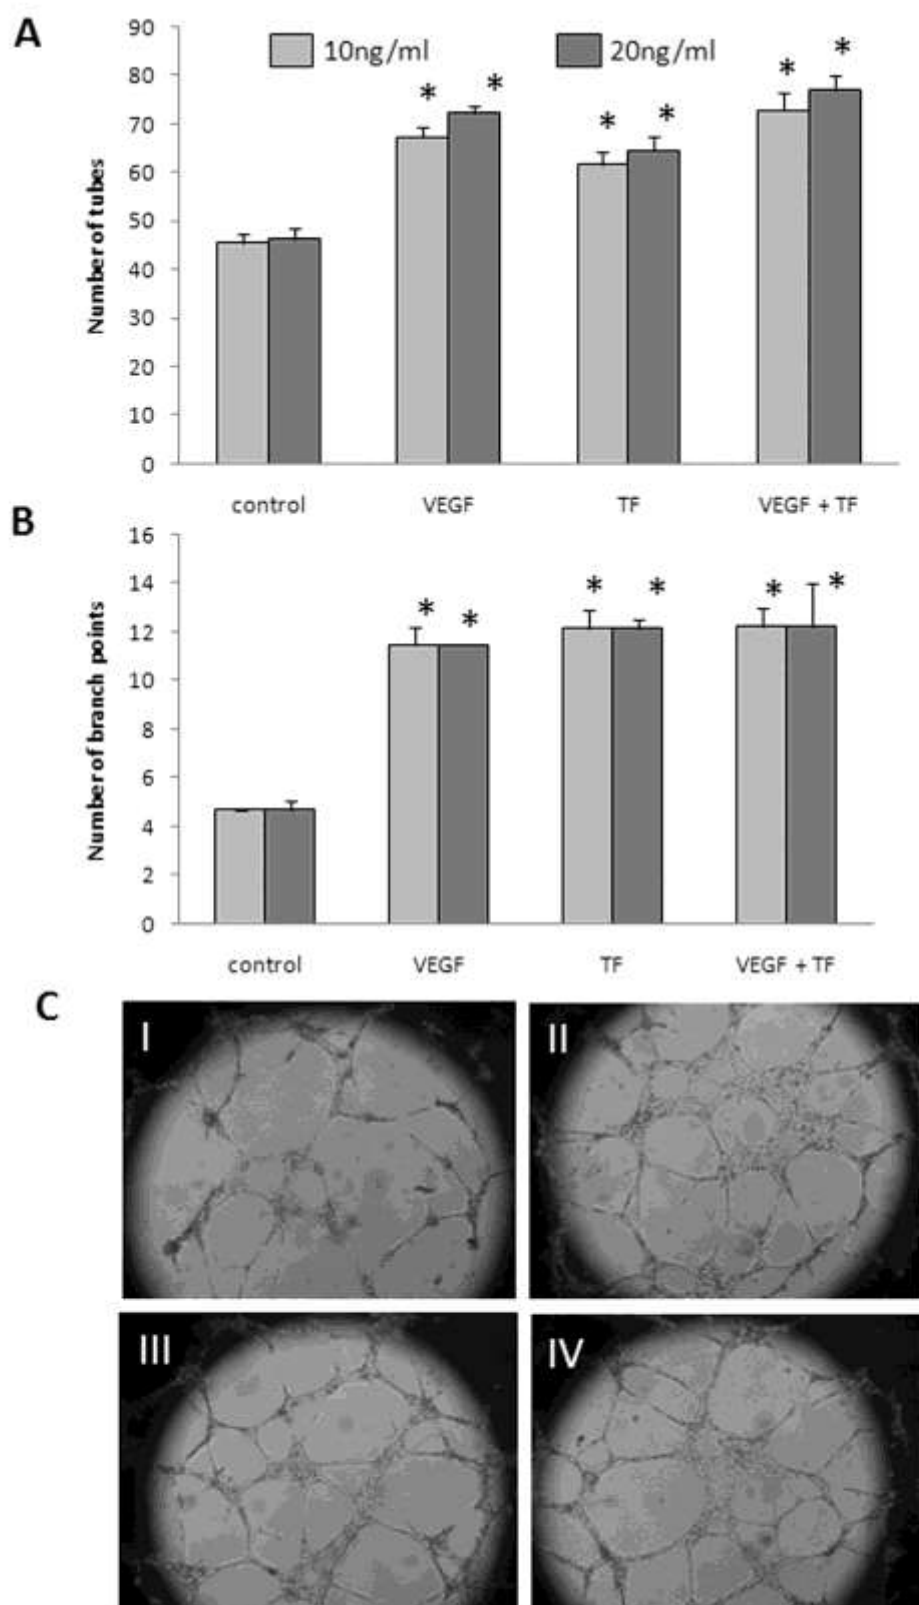 A
90
10ng/ml 20ng/ml
80
* * * * * *
70
60
50
40
30
20
10
0
Number of tubes
control VEGF TF VEGF + TF
B
16
14
* * * * * *
12
10
8
6
4
2
0
Number of branch points
control VEGF TF VEGF + TF
C
I II
III IV